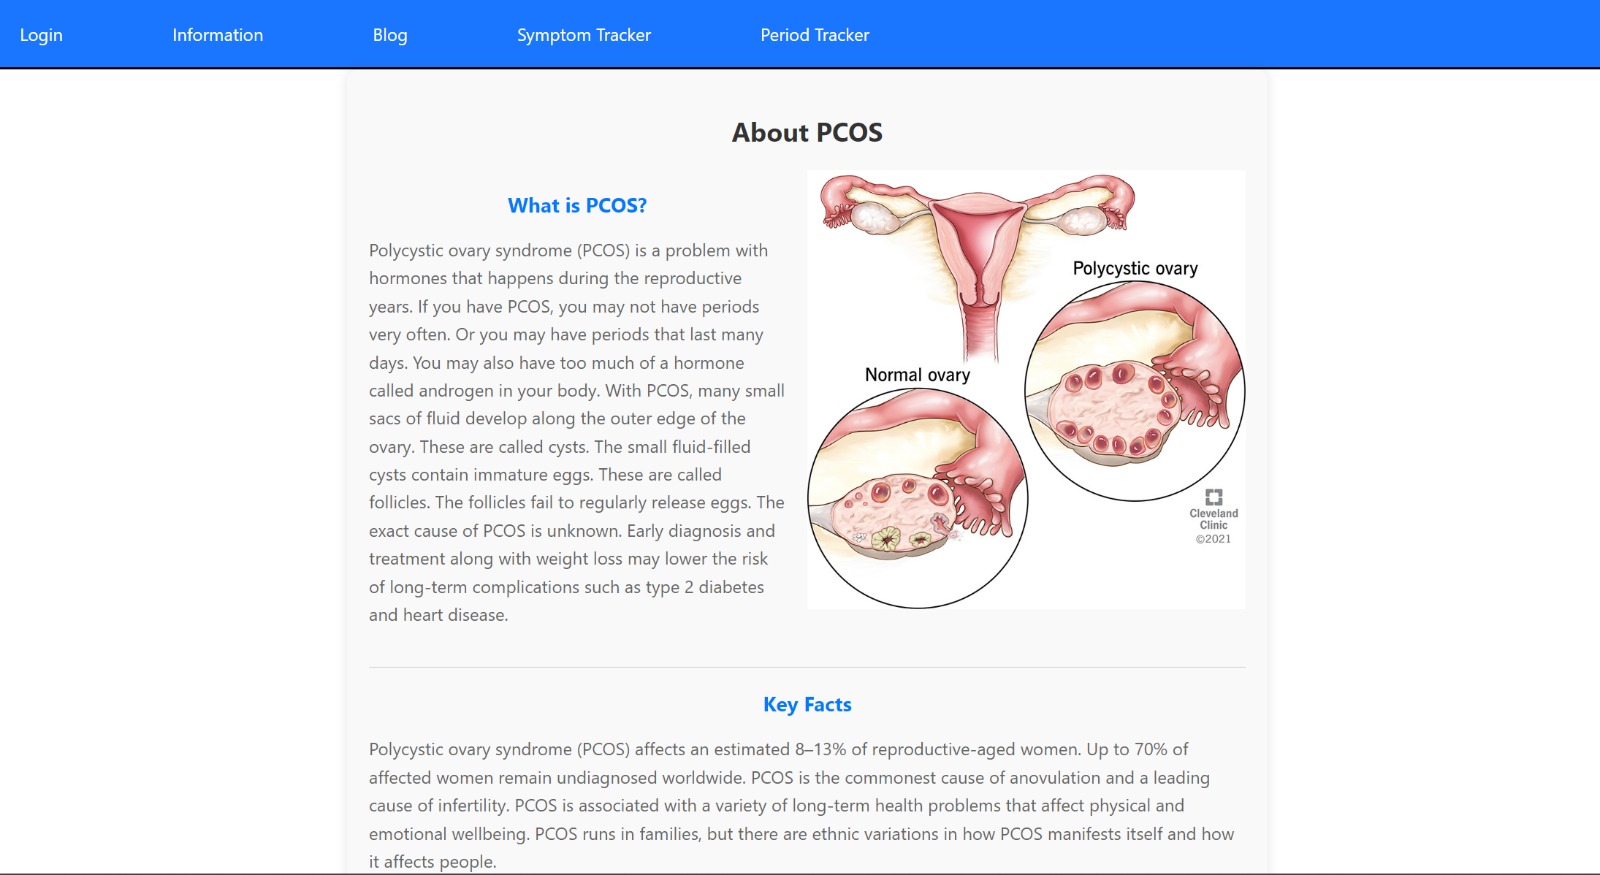 Login
Information
Blog
Symptom Tracker
Period Tracker
About PCOS
What is PCOS?
Polycystic ovary syndrome (PCOS) is a problem with
hormones that happens during the reproductive
years. If you have PCOS, you may not have periods
very often. Or you may have periods that last many
days. You may also have too much of a hormone
called androgen in your body. With PCOS, many small
sacs of fluid develop along the outer edge of the
ovary. These are called cysts. The small fluid-filled
cysts contain immature eggs. These are called
follicles. The follicles fail to regularly release eggs. The
exact cause of PCOS is unknown. Early diagnosis and
treatment along with weight loss may lower the risk
of long-term complications such as type 2 diabetes
and heart disease.
Polycystic ovary
Normal ovary
Cleveland
Clinic
©2021
Key Facts
Polycystic ovary syndrome (PCOS) affects an estimated 8–13% of reproductive-aged women. Up to 70% of
affected women remain undiagnosed worldwide. PCOS is the commonest cause of anovulation and a leading
cause of infertility. PCOS is associated with a variety of long-term health problems that affect physical and
emotional wellbeing. PCOS runs in families, but there are ethnic variations in how PCOS manifests itself and how
it affects people.